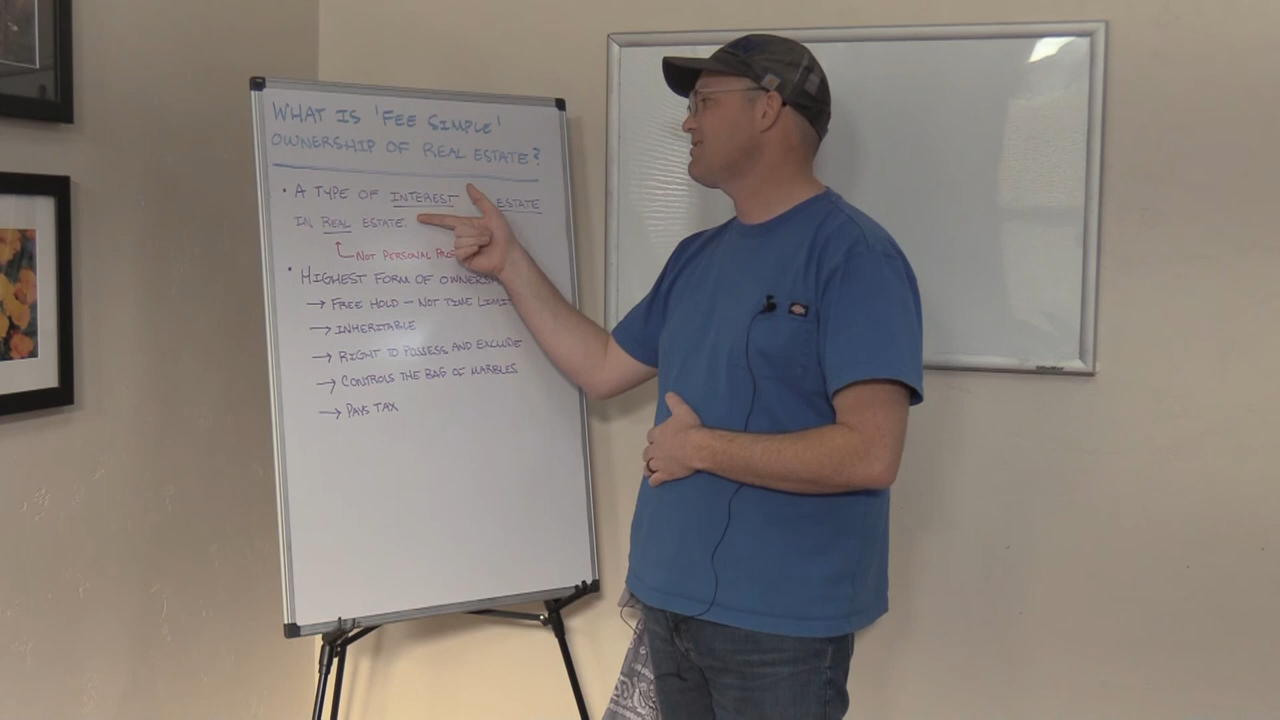 WHAT IS 'FEE SIMPLE'
OWNERSHIP OF REAL ESTATE?
• A TYPE OF INTEREST ESTATE
IN REAL ESTATE.
NOT PERSONAL
• HIGHEST FORM OF
→ FREE HOLD - NOT TIME
→ INHERITABLE
→ RIGHT TO POSSESS AND EXCLUDE
→ CONTROLS THE BAG OF MARBLES
→ PAYS TAX